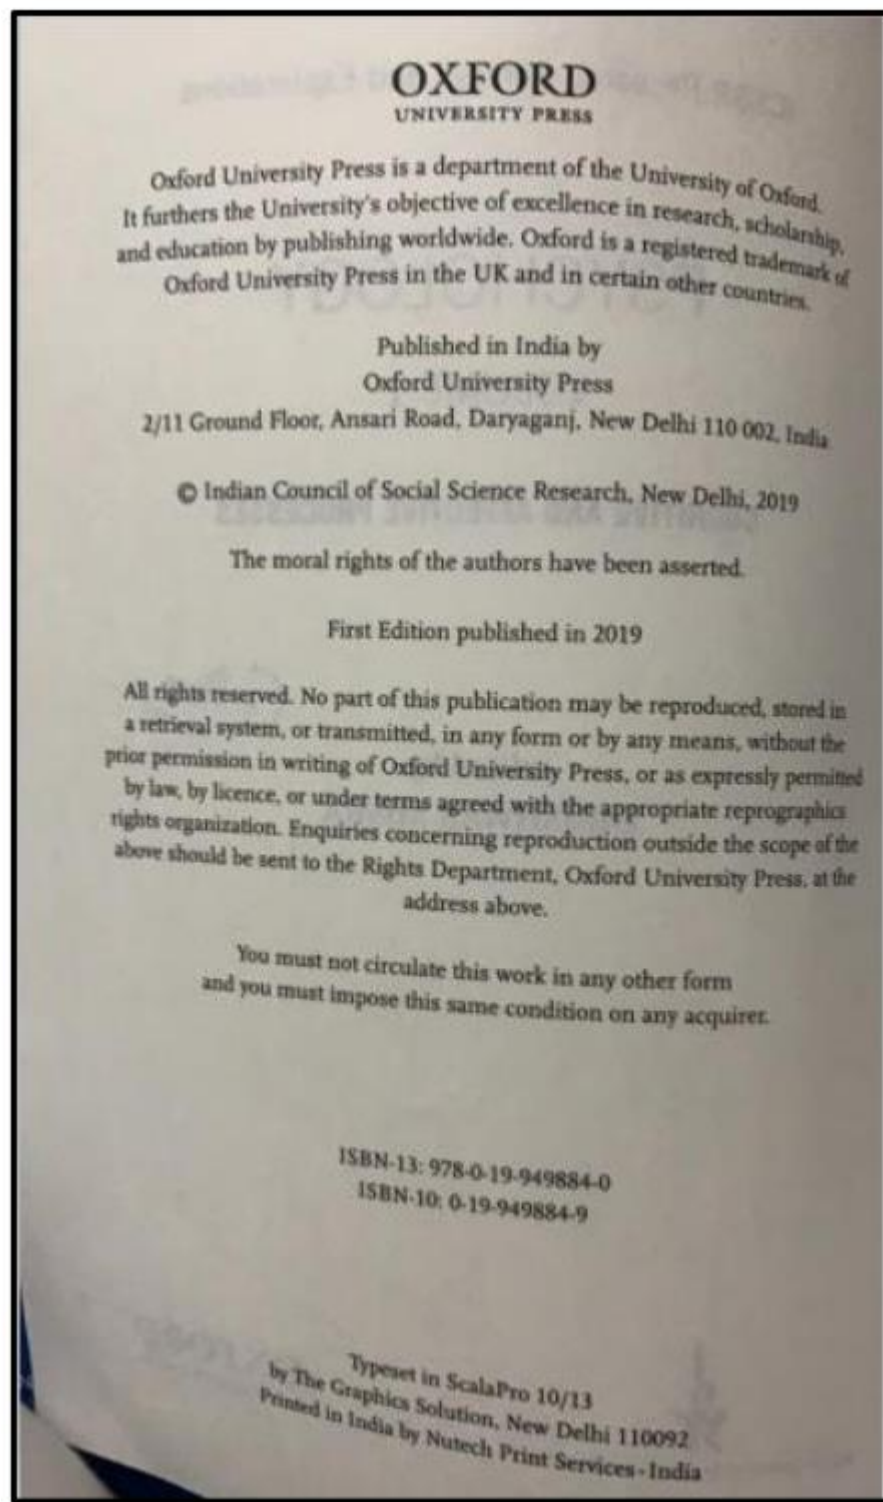 OXFORD
UNIVERSITY PRESS
Oxford University Press is a department of the University of Oxford.
It furthers the University's objective of excellence in research, scholarship,
and education by publishing worldwide. Oxford is a registered trademark of
Oxford University Press in the UK and in certain other countries.
Published in India by
Oxford University Press
2/11 Ground Floor, Ansari Road, Daryaganj, New Delhi 110 002, India
© Indian Council of Social Science Research, New Delhi, 2019
The moral rights of the authors have been asserted.
First Edition published in 2019
All rights reserved. No part of this publication may be reproduced, stored in
a retrieval system, or transmitted, in any form or by any means, without the
prior permission in writing of Oxford University Press, or as expressly permitted
by law, by licence, or under terms agreed with the appropriate reprographics
rights organization. Enquiries concerning reproduction outside the scope of the
above should be sent to the Rights Department, Oxford University Press, at the
address above.
You must not circulate this work in any other form
and you must impose this same condition on any acquirer.
ISBN-13: 978-0-19-949884-0
ISBN-10: 0-19-949884-9
Typeset in ScalaPro 10/13
by The Graphics Solution, New Delhi 110092
Printed in India by Nutech Print Services - India